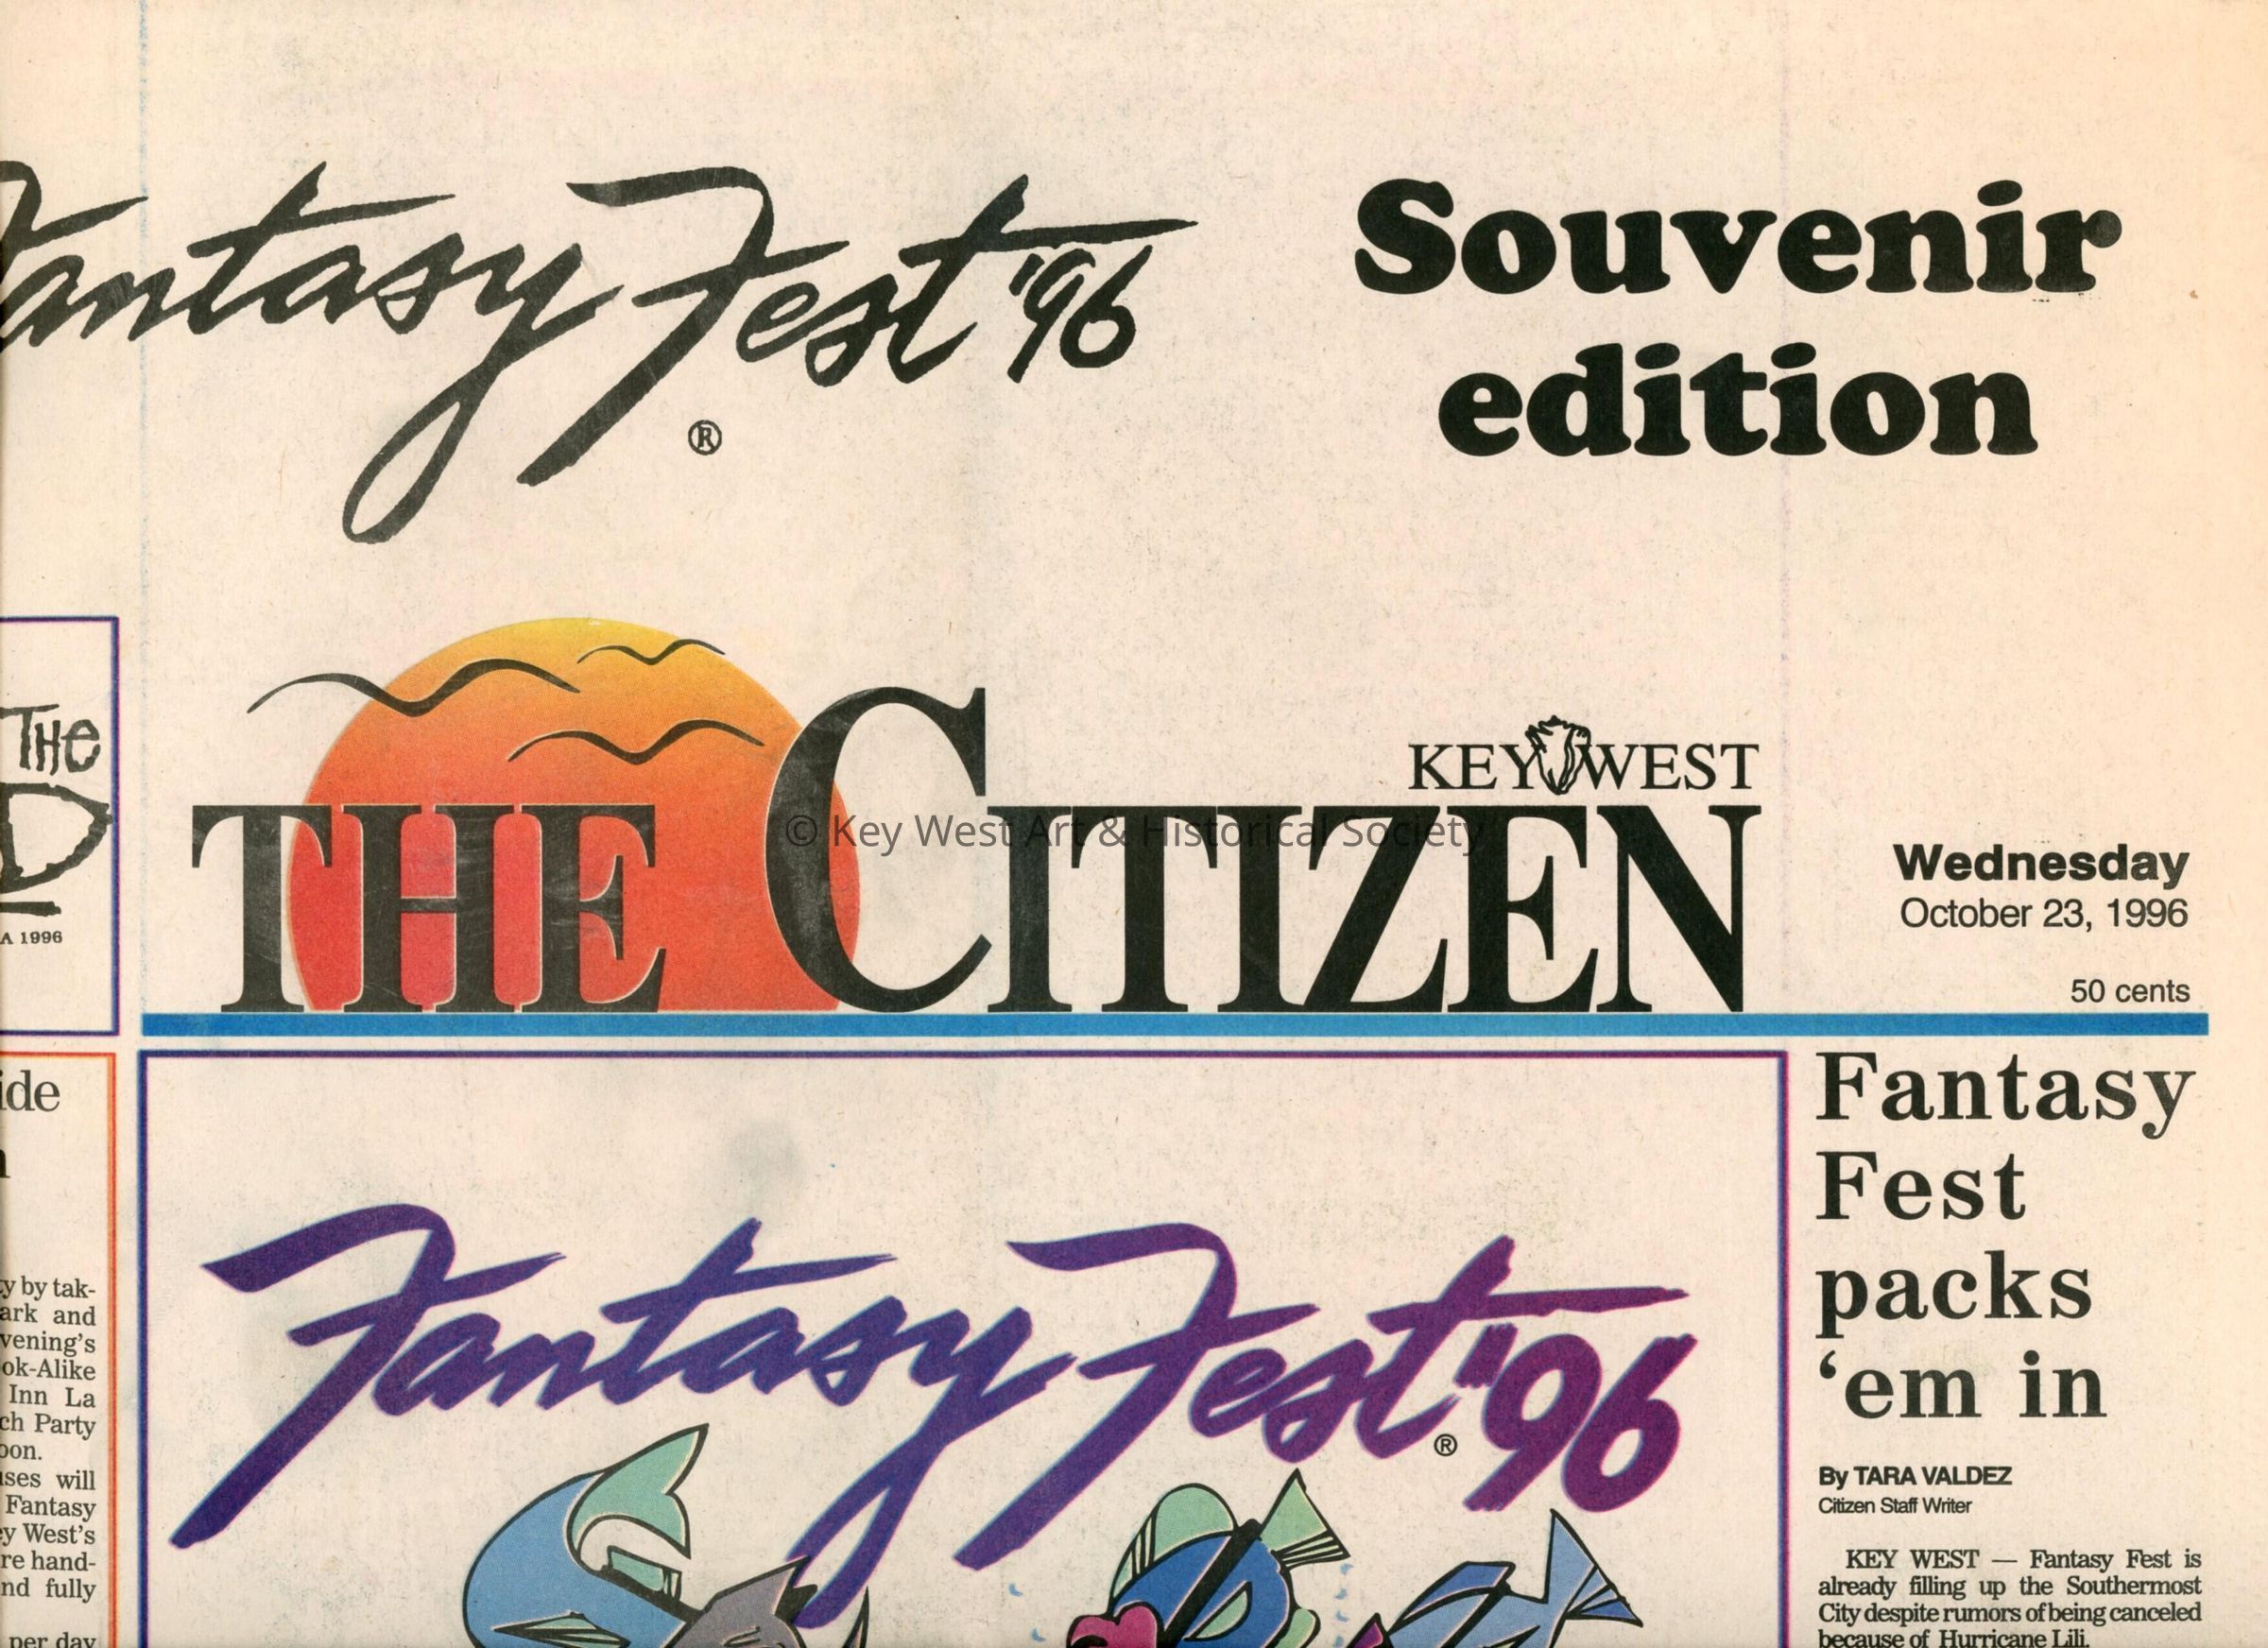 Fantasy Fest '96
®
Souvenir
edition
THE
D
A 1996
THE CITIZEN
KEY WEST
© Key West Art & Historical Society
Wednesday
October 23, 1996
50 cents
ide
y by tak-
ark and
vening's
ok-Alike
Inn La
ch Party
oon.
ises will
Fantasy
ey West's
re hand-
nd fully
per day
Fantasy Fest '96
®
Fantasy
Fest
packs
‘em in
By TARA VALDEZ
Citizen Staff Writer
KEY WEST — Fantasy Fest is
already filling up the Southermost
City despite rumors of being canceled
because of Hurricane Lili.